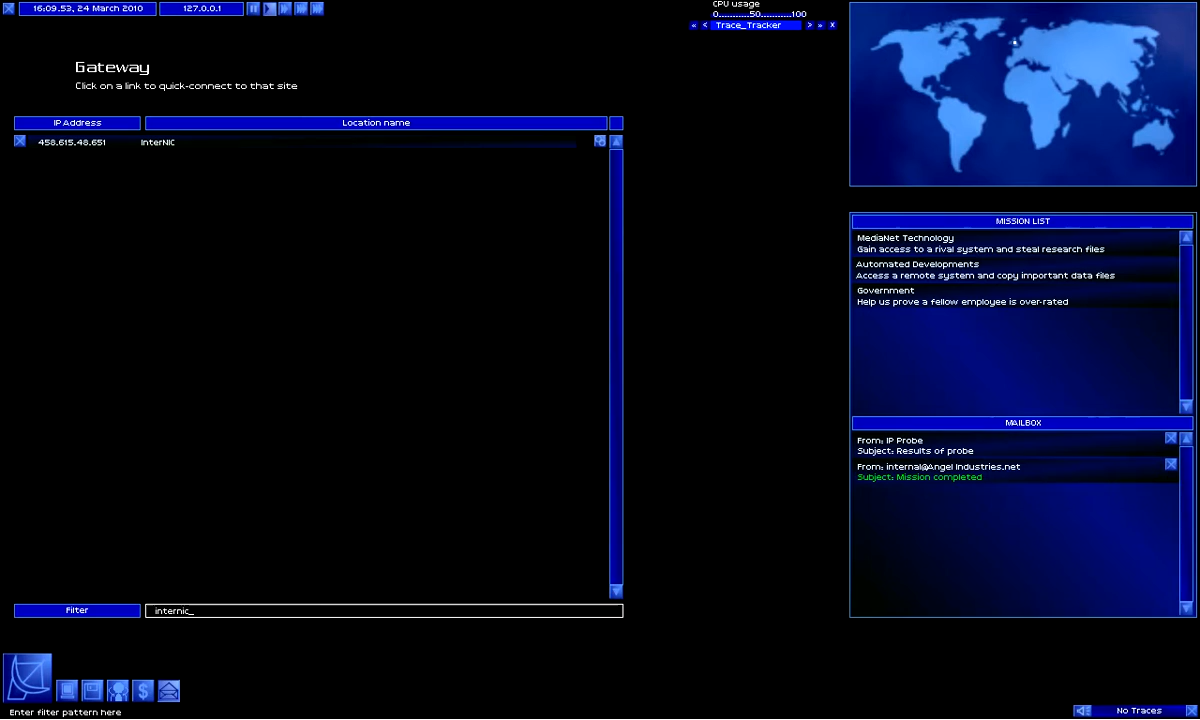 16:09.53, 24 March 2010
127.0.0.1
CPU usage
0...........50...........100
« < Trace_Tracker > » x
Gateway
Click on a link to quick-connect to that site
IP Address
Location name
458.615.48.651
InterNIC
MISSION LIST
MediaNet Technology
Gain access to a rival system and steal research files
Automated Developments
Access a remote system and copy important data files
Government
Help us prove a fellow employee is over-rated
MAILBOX
From: IP Probe
Subject: Results of probe
From: internal@Angel Industries.net
Subject: Mission completed
Filter
internic_
$
Enter filter pattern here
No Traces